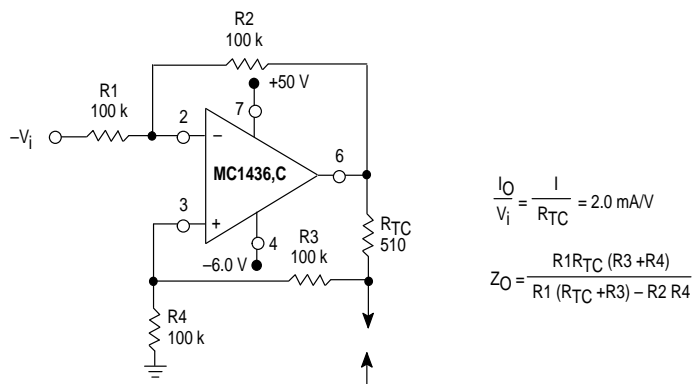 R2
100 k
+50 V
R1
100 k
7
2
–
–Vi
6
MC1436,C
3
+
RTC
510
4
R3
100 k
–6.0 V
R4
100 k
IO / Vi = I / RTC = 2.0 mA/V
ZO = R1RTC (R3 +R4) / R1 (RTC +R3) – R2 R4